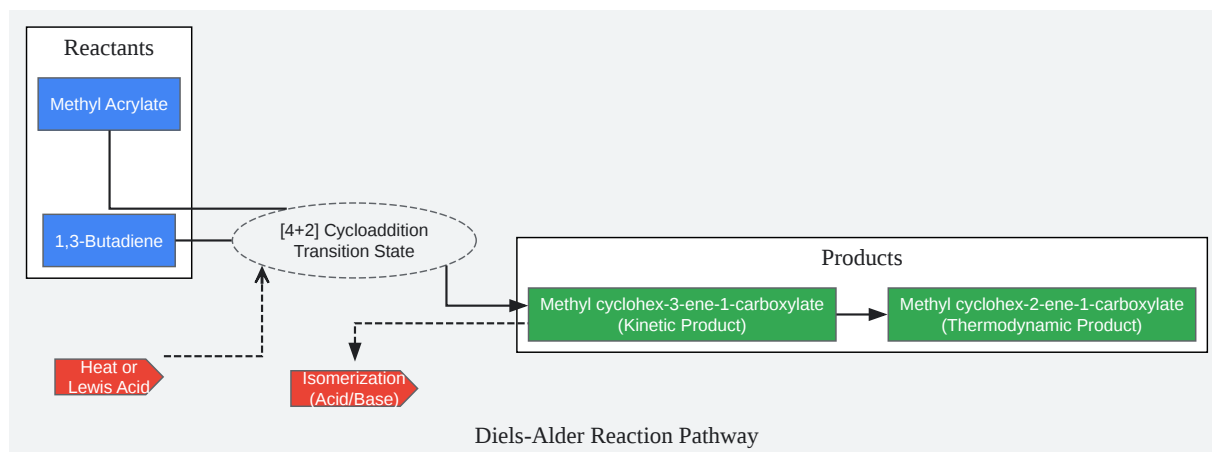 Reactants
Methyl Acrylate
1,3-Butadiene
[4+2] Cycloaddition
Transition State
Products
Methyl cyclohex-3-ene-1-carboxylate
(Kinetic Product)
Methyl cyclohex-2-ene-1-carboxylate
(Thermodynamic Product)
Heat or
Lewis Acid
Isomerization
(Acid/Base)
Diels-Alder Reaction Pathway